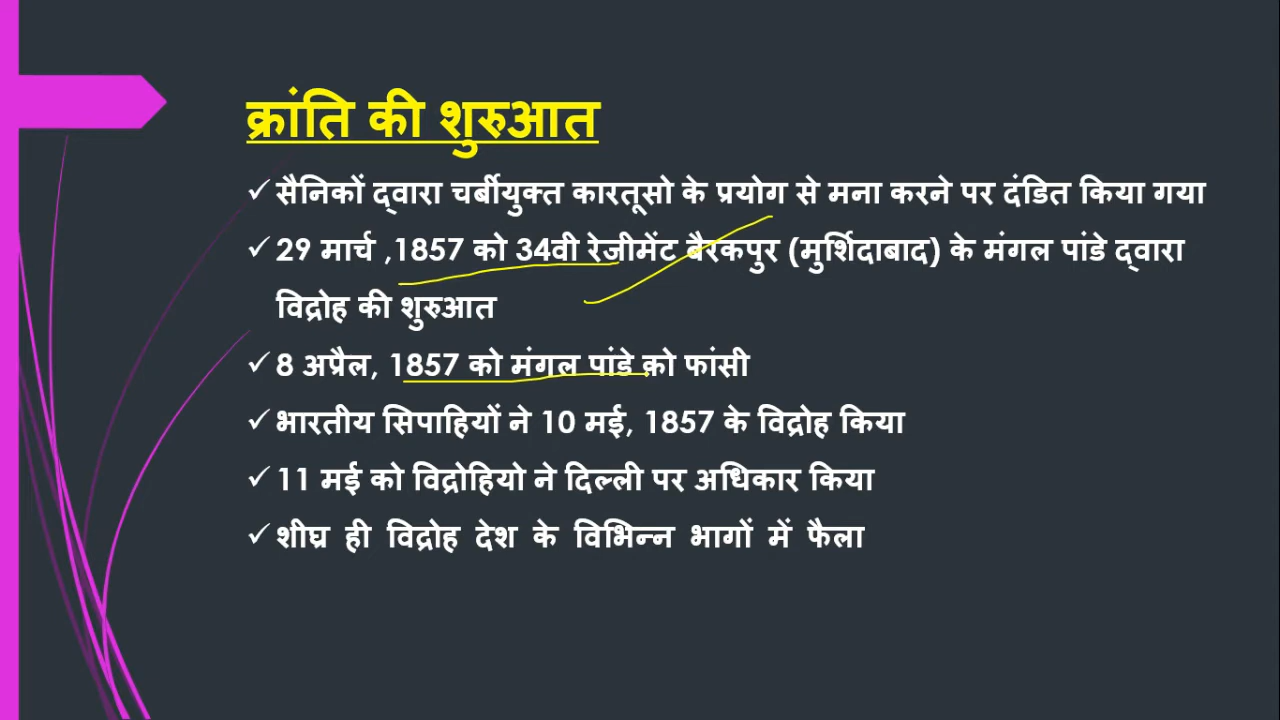 क्रांति की शुरुआत
✓ सैनिकों द्वारा चर्बीयुक्त कारतूसो के प्रयोग से मना करने पर दंडित किया गया
✓ 29 मार्च ,1857 को 34वी रेजीमेंट बैरकपुर (मुर्शिदाबाद) के मंगल पांडे द्वारा
विद्रोह की शुरुआत
✓ 8 अप्रैल, 1857 को मंगल पांडे को फांसी
✓ भारतीय सिपाहियों ने 10 मई, 1857 के विद्रोह किया
✓ 11 मई को विद्रोहियो ने दिल्ली पर अधिकार किया
✓ शीघ्र ही विद्रोह देश के विभिन्न भागों में फैला